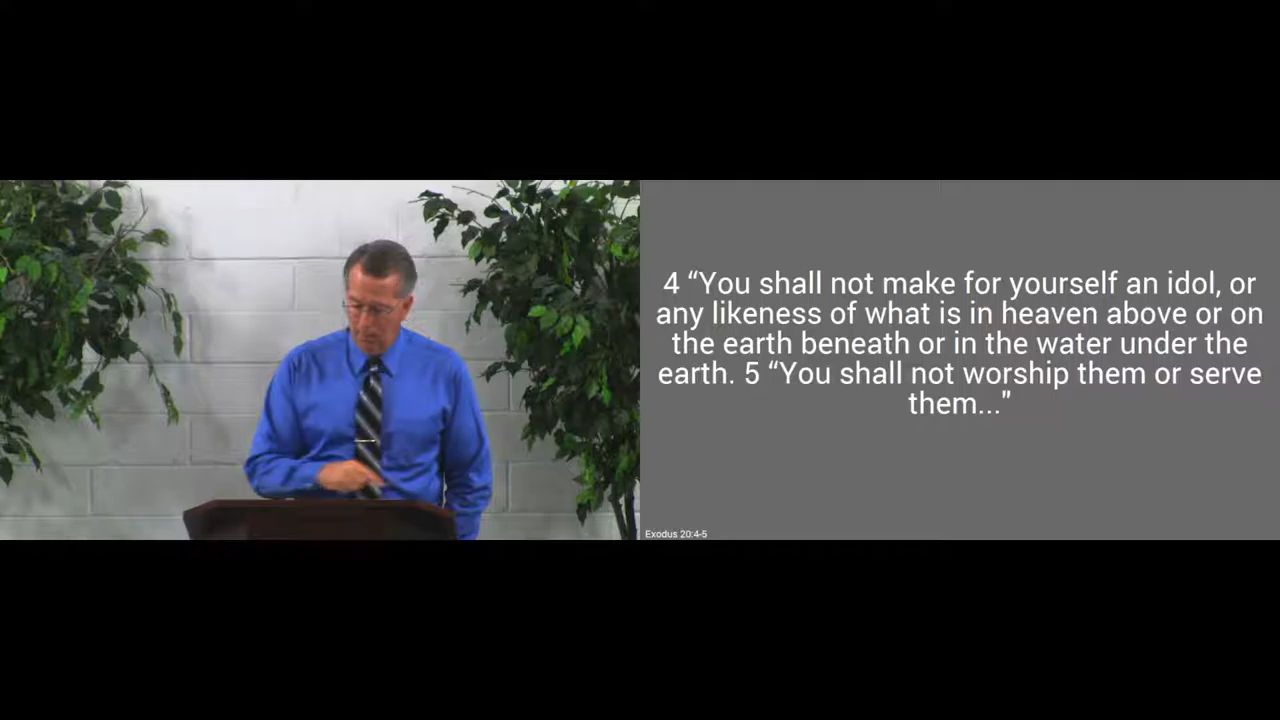 4 “You shall not make for yourself an idol, or
any likeness of what is in heaven above or on
the earth beneath or in the water under the
earth. 5 “You shall not worship them or serve
them..."
Exodus 20:4-5